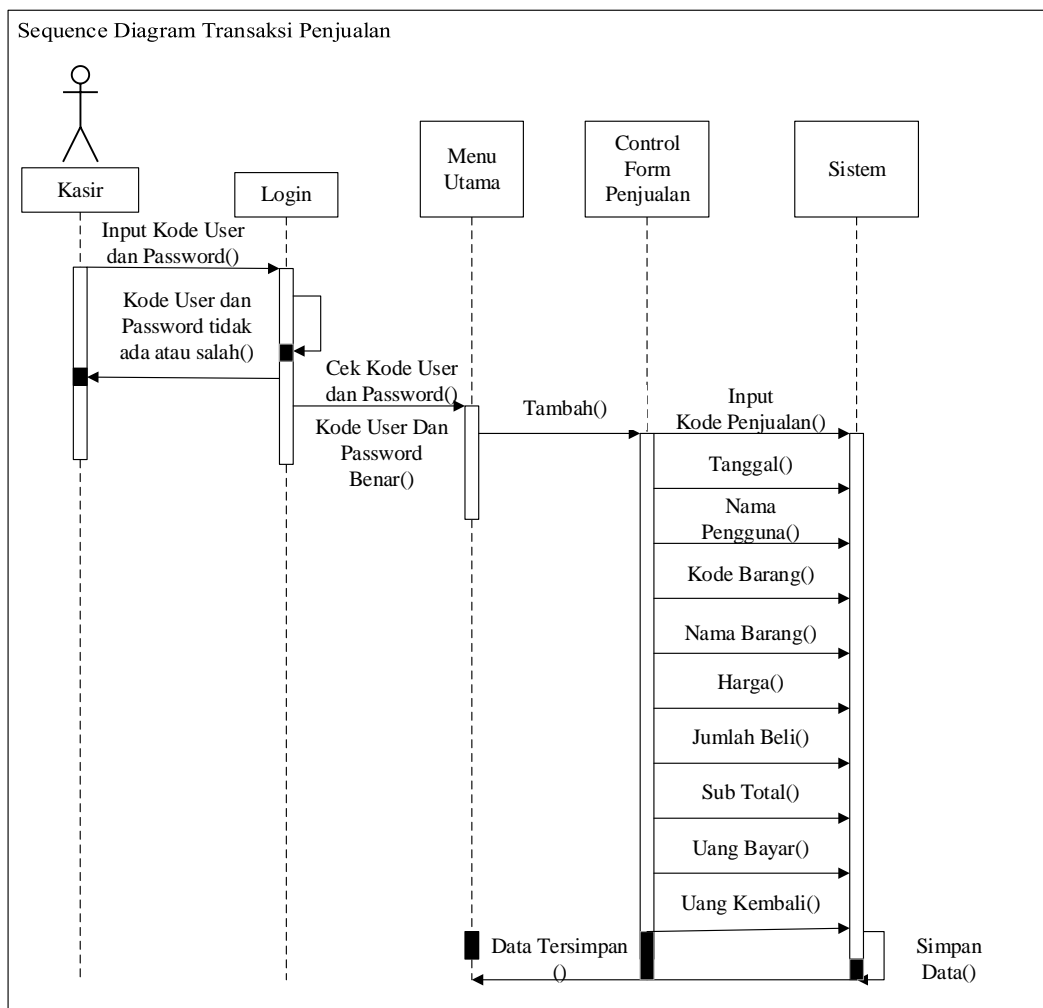 Sequence Diagram Transaksi Penjualan
Kasir
Login
Menu
Utama
Control
Form
Penjualan
Sistem
Input Kode User
dan Password()
Kode User dan
Password tidak
ada atau salah()
Cek Kode User
dan Password()
Kode User Dan
Password
Benar()
Tambah()
Input
Kode Penjualan()
Tanggal()
Nama
Pengguna()
Kode Barang()
Nama Barang()
Harga()
Jumlah Beli()
Sub Total()
Uang Bayar()
Uang Kembali()
Data Tersimpan
()
Simpan
Data()